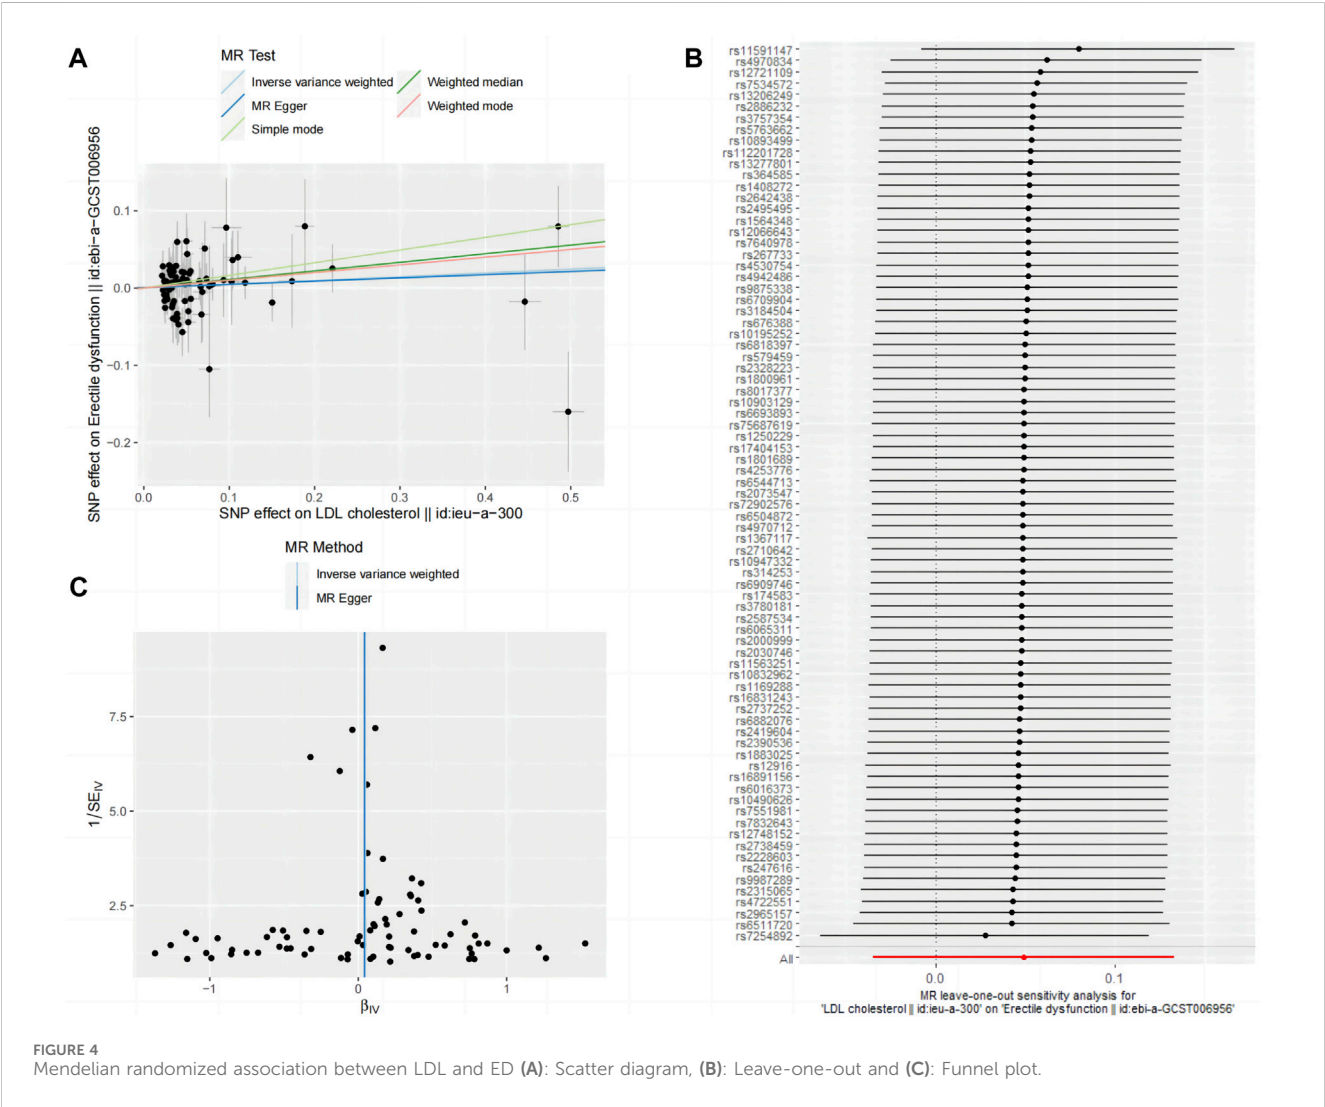 A
MR Test
Inverse variance weighted
MR Egger
Simple mode
Weighted median
Weighted mode
SNP effect on Erectile dysfunction || id:ebi−a−GCST006956
0.1
0.0
−0.1
−0.2
0.0 0.1 0.2 0.3 0.4 0.5
SNP effect on LDL cholesterol || id:ieu−a−300
B
rs11591147
rs4970834
rs12721109
rs7534572
rs13206249
rs2886232
rs3757354
rs5763662
rs10893499
rs112201728
rs13277801
rs364585
rs1408272
rs2642438
rs2495495
rs1564348
rs12066643
rs7640978
rs267733
rs4530754
rs4942486
rs9875338
rs6709904
rs3184504
rs676388
rs10195252
rs6818397
rs579459
rs2328223
rs1800961
rs8017377
rs10903129
rs6693893
rs75687619
rs1250229
rs17404153
rs1801689
rs4253776
rs6544713
rs2073547
rs72902576
rs6504872
rs4970712
rs1367117
rs2710642
rs10947332
rs314253
rs6909746
rs174583
rs3780181
rs2587534
rs6065311
rs2000999
rs2030746
rs11563251
rs10832962
rs1169288
rs16831243
rs2737252
rs6882076
rs2419604
rs2390536
rs1883025
rs12916
rs16891156
rs6016373
rs10490626
rs7551981
rs7832643
rs12748152
rs2738459
rs2228603
rs247616
rs9987289
rs2315065
rs4722551
rs2965157
rs6511720
rs7254892
All
0.0 0.1
MR leave−one−out sensitivity analysis for
'LDL cholesterol || id:ieu−a−300' on 'Erectile dysfunction || id:ebi−a−GCST006956'
C
MR Method
Inverse variance weighted
MR Egger
1/SEIV
7.5
5.0
2.5
−1 0 1
βIV
FIGURE 4
Mendelian randomized association between LDL and ED (A): Scatter diagram, (B): Leave-one-out and (C): Funnel plot.